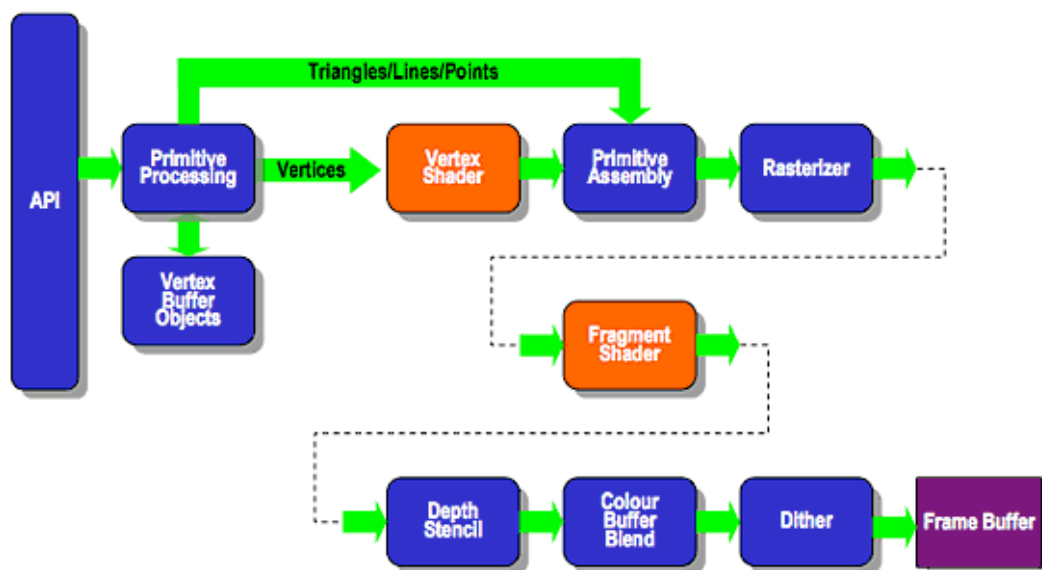 Triangles/Lines/Points
API
Primitive
Processing
Vertices
Vertex
Shader
Primitive
Assembly
Rasterizer
Vertex
Buffer
Objects
Fragment
Shader
Depth
Stencil
Colour
Buffer
Blend
Dither
Frame Buffer